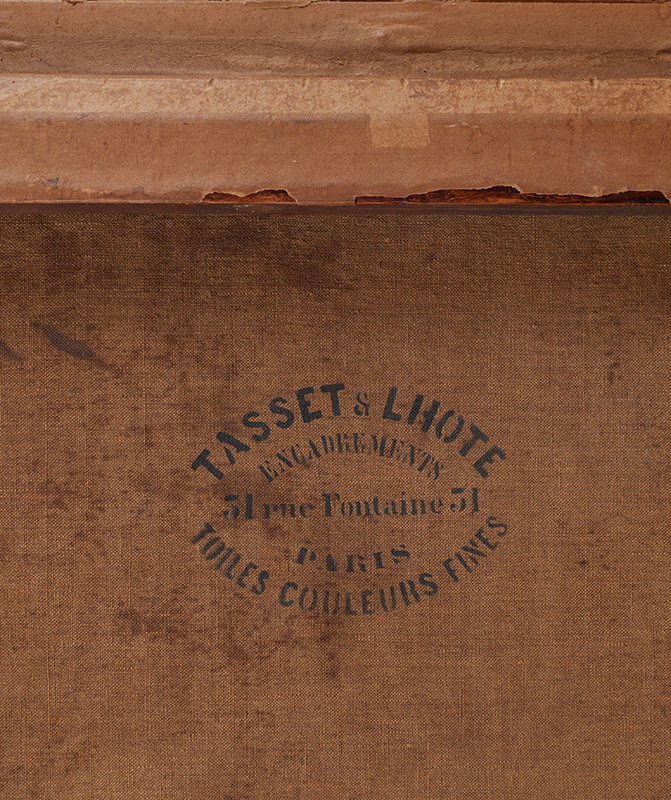 TASSET & LHOTE
ENCADREMENTS
31 rue Fontaine 31
PARIS
TOILES COULEURS FINES